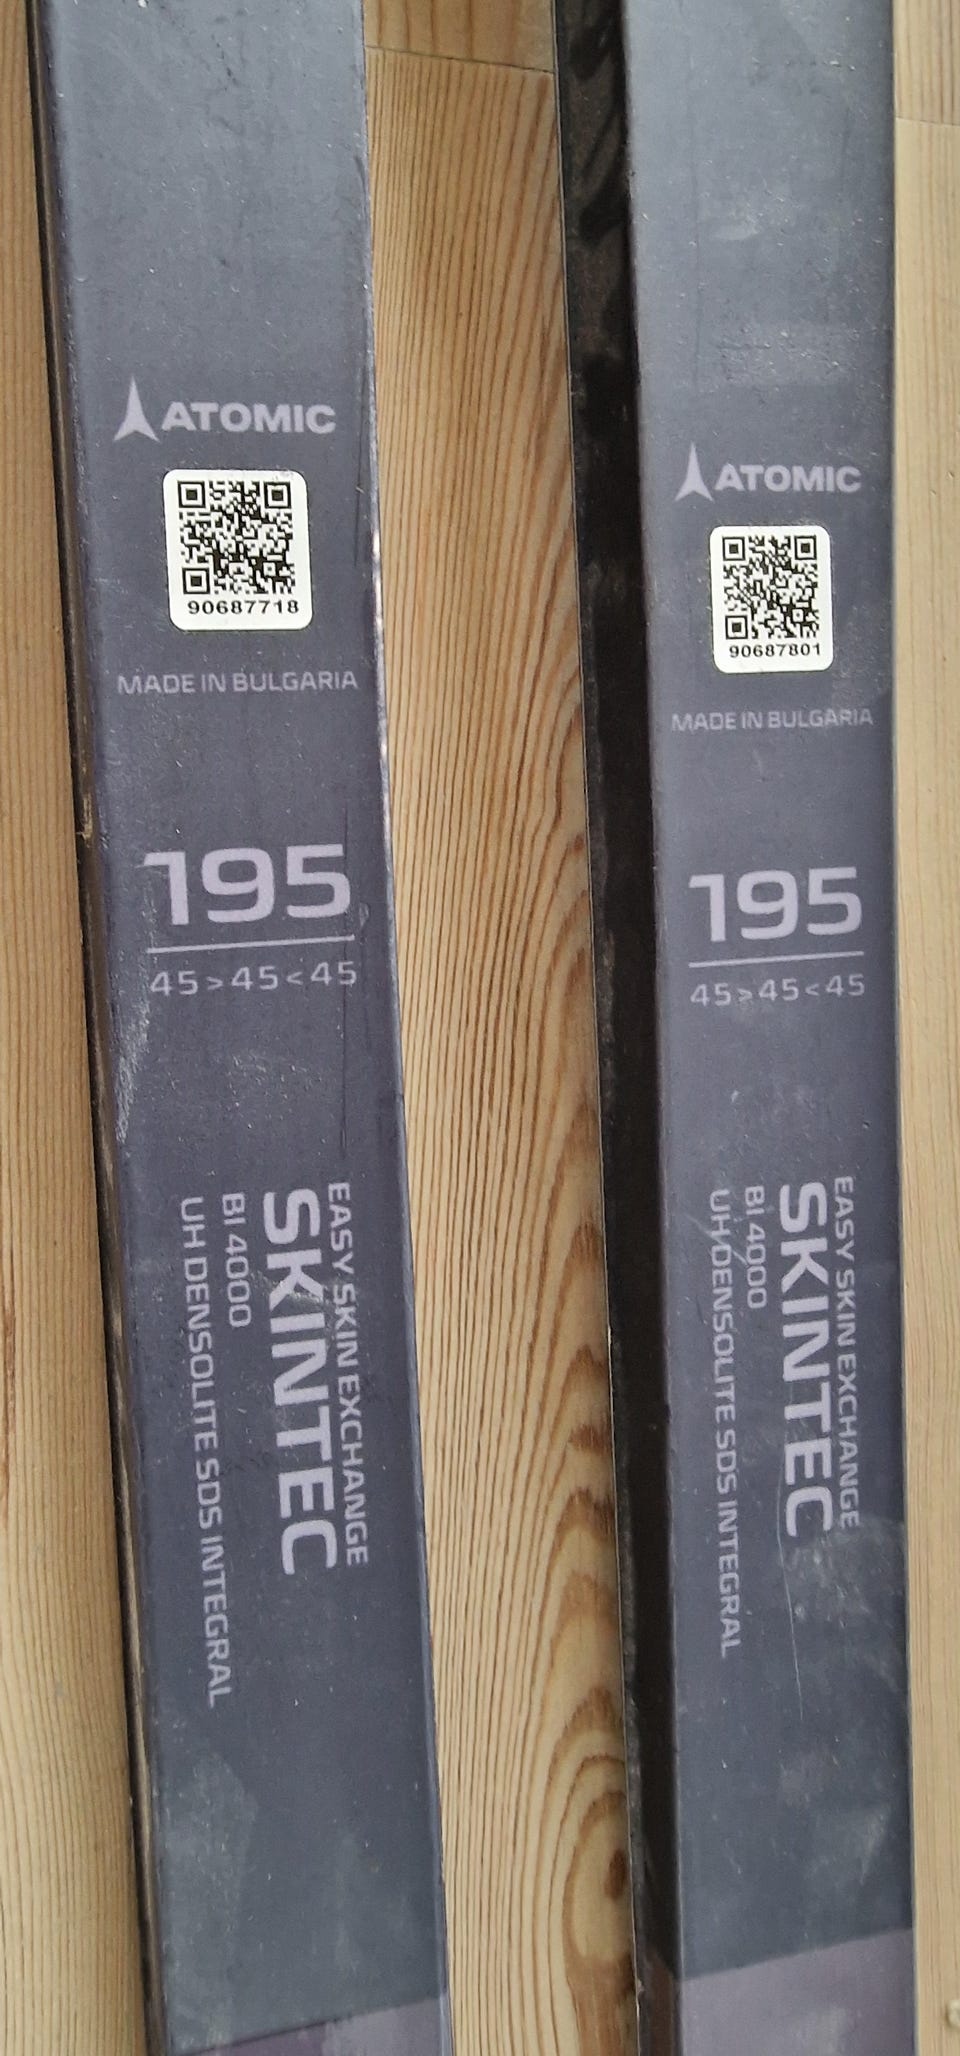 ATOMIC
90687718
MADE IN BULGARIA
195
45>45<45
EASY SKIN EXCHANGE
SKINTEC
BI 4000
UH DENSOLITE SDS INTEGRAL
ATOMIC
90687801
MADE IN BULGARIA
195
45>45<45
EASY SKIN EXCHANGE
SKINTEC
BI 4000
UH DENSOLITE SDS INTEGRAL